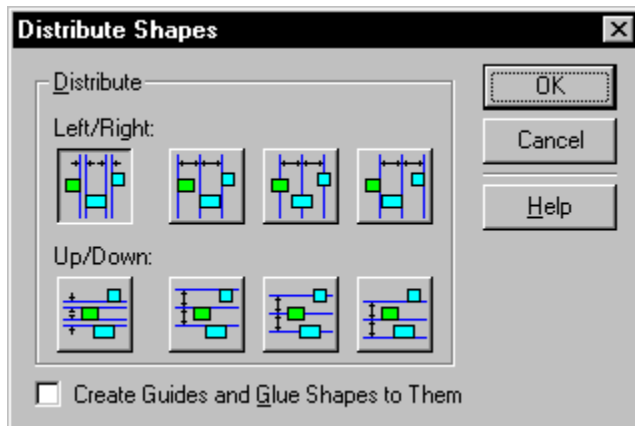 Distribute Shapes
Distribute
OK
Left/Right:
Cancel
Help
Up/Down:
Create Guides and Glue Shapes to Them